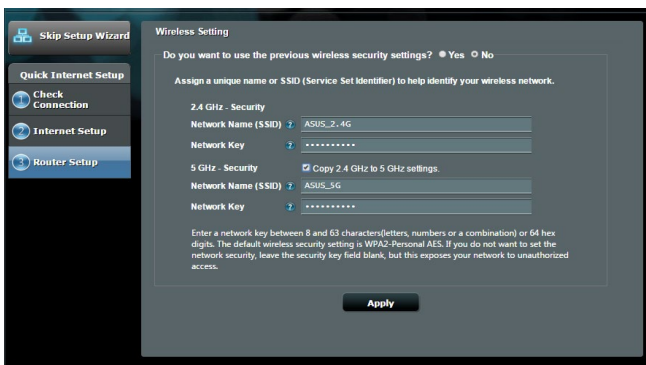 Skip Setup Wizard
Quick Internet Setup
1 Check
Connection
2 Internet Setup
3 Router Setup
Wireless Setting
Do you want to use the previous wireless security settings? Yes No
Assign a unique name or SSID (Service Set Identifier) to help identify your wireless network.
2.4 GHz - Security
Network Name (SSID) ? ASUS_2.4G
Network Key ? ••••••••••
5 GHz - Security Copy 2.4 GHz to 5 GHz settings.
Network Name (SSID) ? ASUS_5G
Network Key ? ••••••••••
Enter a network key between 8 and 63 characters(letters, numbers or a combination) or 64 hex
digits. The default wireless security setting is WPA2-Personal AES. If you do not want to set the
network security, leave the security key field blank, but this exposes your network to unauthorized
access.
Apply